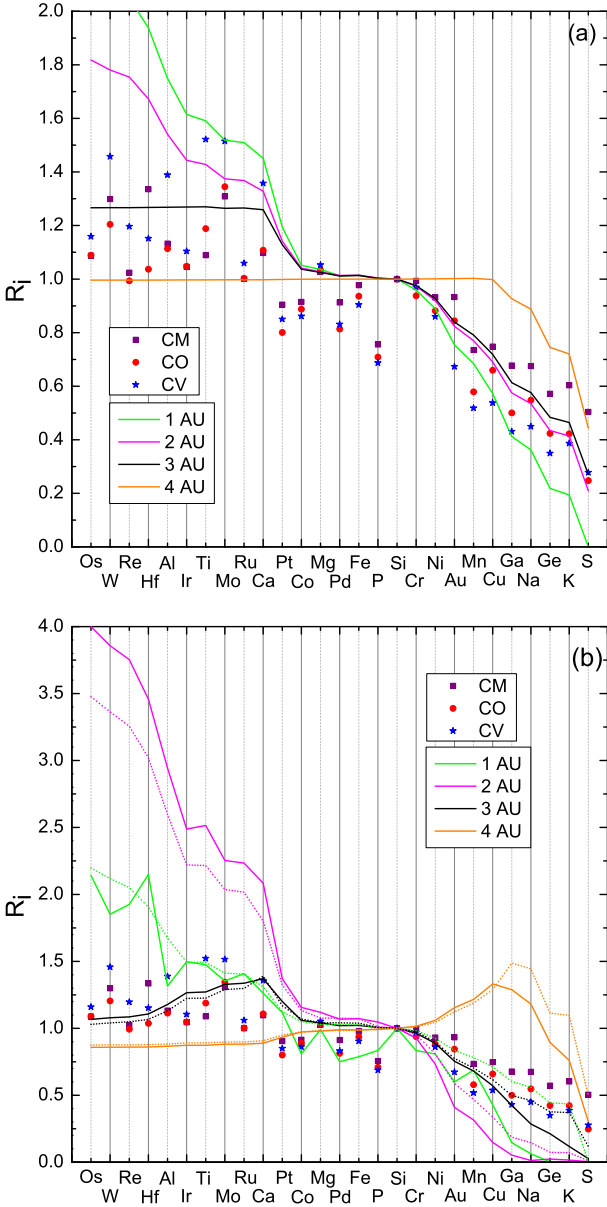 (a)
2.0
1.8
1.6
1.4
1.2
1.0
0.8
0.6
0.4
0.2
0.0
Ri
CM
CO
CV
1 AU
2 AU
3 AU
4 AU
Os Re Al Ti Ru Pt Mg Fe Si Ni Mn Ga Ge S
W Hf Ir Mo Ca Co Pd P Cr Au Cu Na K
(b)
4.0
3.5
3.0
2.5
2.0
1.5
1.0
0.5
0.0
Ri
CM
CO
CV
1 AU
2 AU
3 AU
4 AU
Os Re Al Ti Ru Pt Mg Fe Si Ni Mn Ga Ge S
W Hf Ir Mo Ca Co Pd P Cr Au Cu Na K